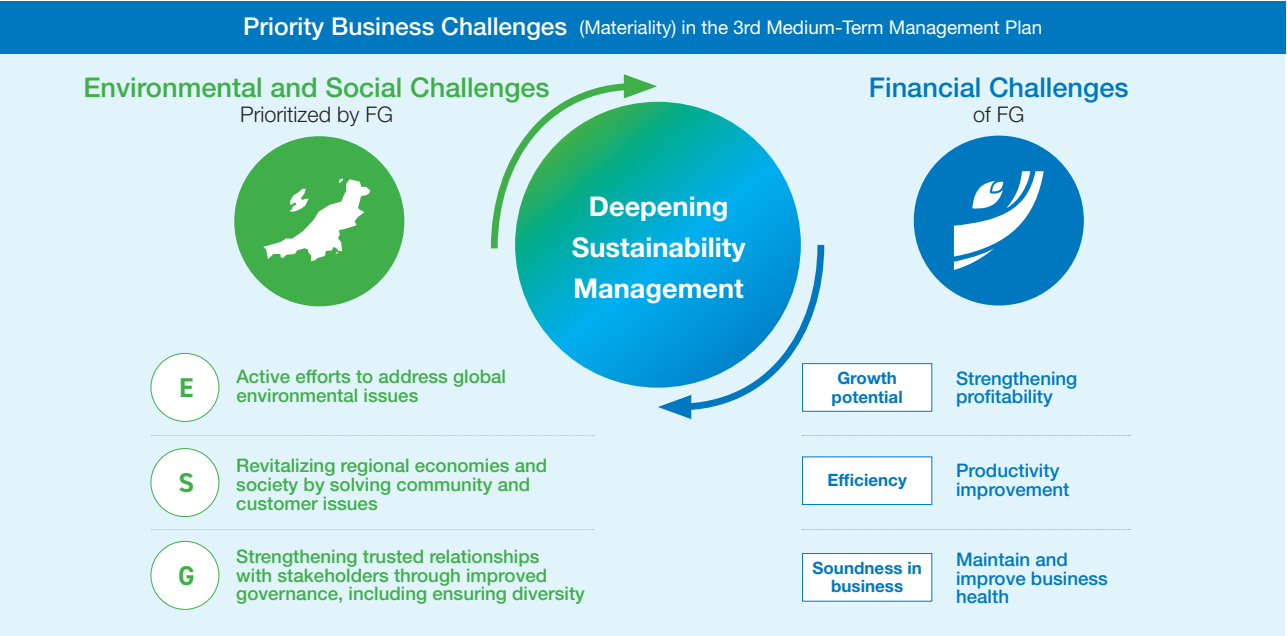 Priority Business Challenges (Materiality) in the 3rd Medium-Term Management Plan
Environmental and Social Challenges
Prioritized by FG
Financial Challenges
of FG
Deepening
Sustainability
Management
E
Active efforts to address global
environmental issues
S
Revitalizing regional economies and
society by solving community and
customer issues
G
Strengthening trusted relationships
with stakeholders through improved
governance, including ensuring diversity
Growth
potential
Strengthening
profitability
Efficiency
Productivity
improvement
Soundness in
business
Maintain and
improve business
health